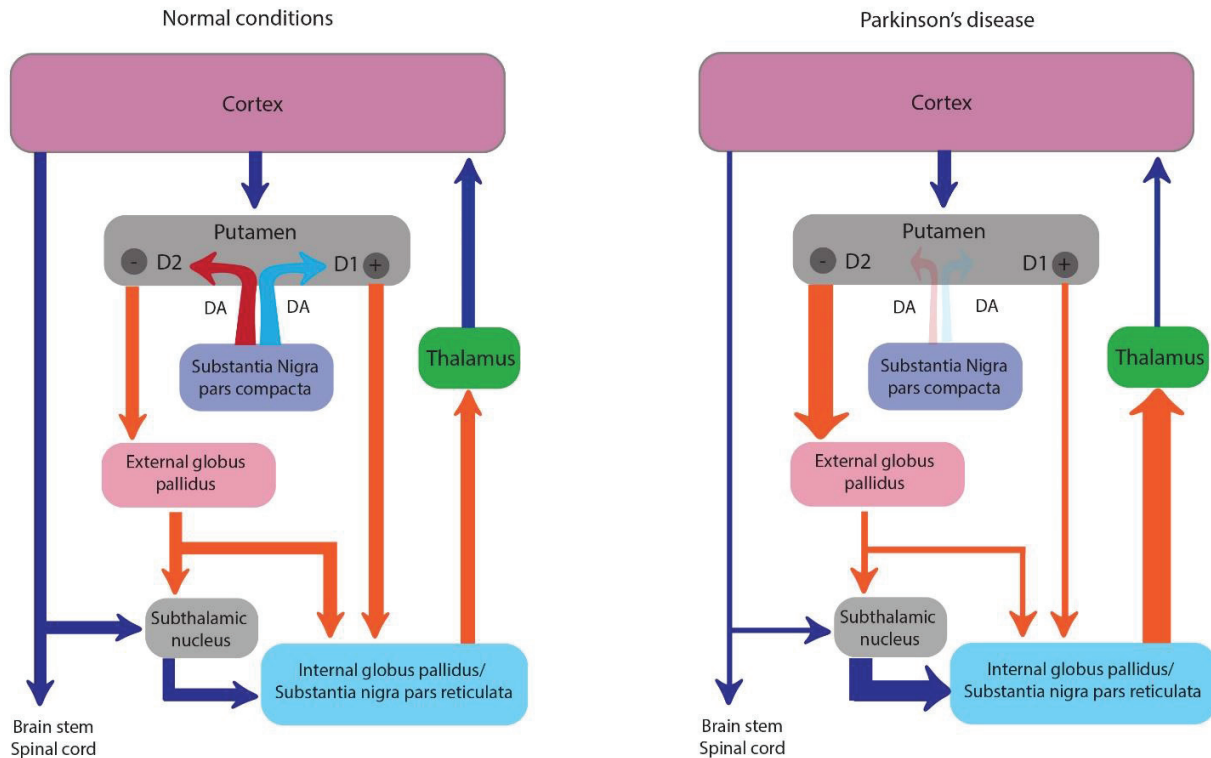 Normal conditions
Cortex
Putamen
-
D2
D1
+
DA
DA
Substantia Nigra
pars compacta
Thalamus
External globus
pallidus
Subthalamic
nucleus
Internal globus pallidus/
Substantia nigra pars reticulata
Brain stem
Spinal cord
Parkinson's disease
Cortex
Putamen
-
D2
D1
+
DA
DA
Substantia Nigra
pars compacta
Thalamus
External globus
pallidus
Subthalamic
nucleus
Internal globus pallidus/
Substantia nigra pars reticulata
Brain stem
Spinal cord